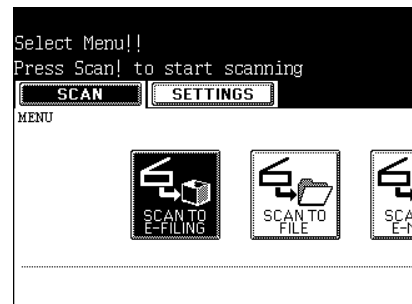 Select Menu!!
Press Scan! to start scanning
SCAN SETTINGS
MENU
SCAN TO
E-FILING
SCAN TO
FILE